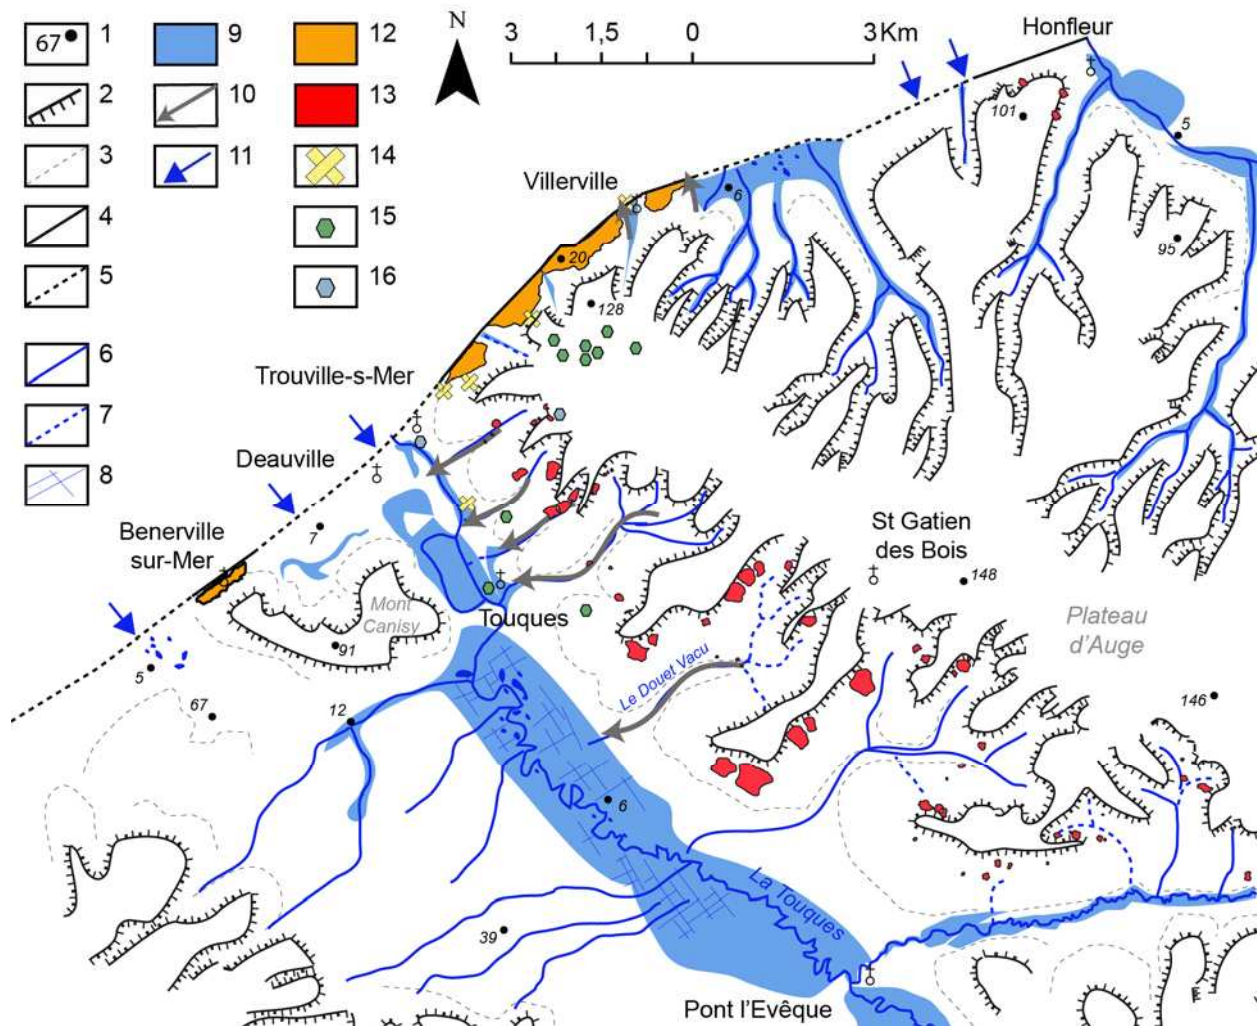 67 1
9
12
N
3 1,5 0 3 Km
Honfleur
2
10
13
101
3
11
14
5
Villerville
6
4
15
95
20
5
16
128
6
Trouville-s-Mer
7
Deauville
8
St Gatien
des Bois
Benerville
sur-Mer
7
148
Mont
Canisy
Touques
Plateau
d'Auge
91
5
Le Douet Vacu
67
12
146
6
La Touques
39
Pont l'Evêque